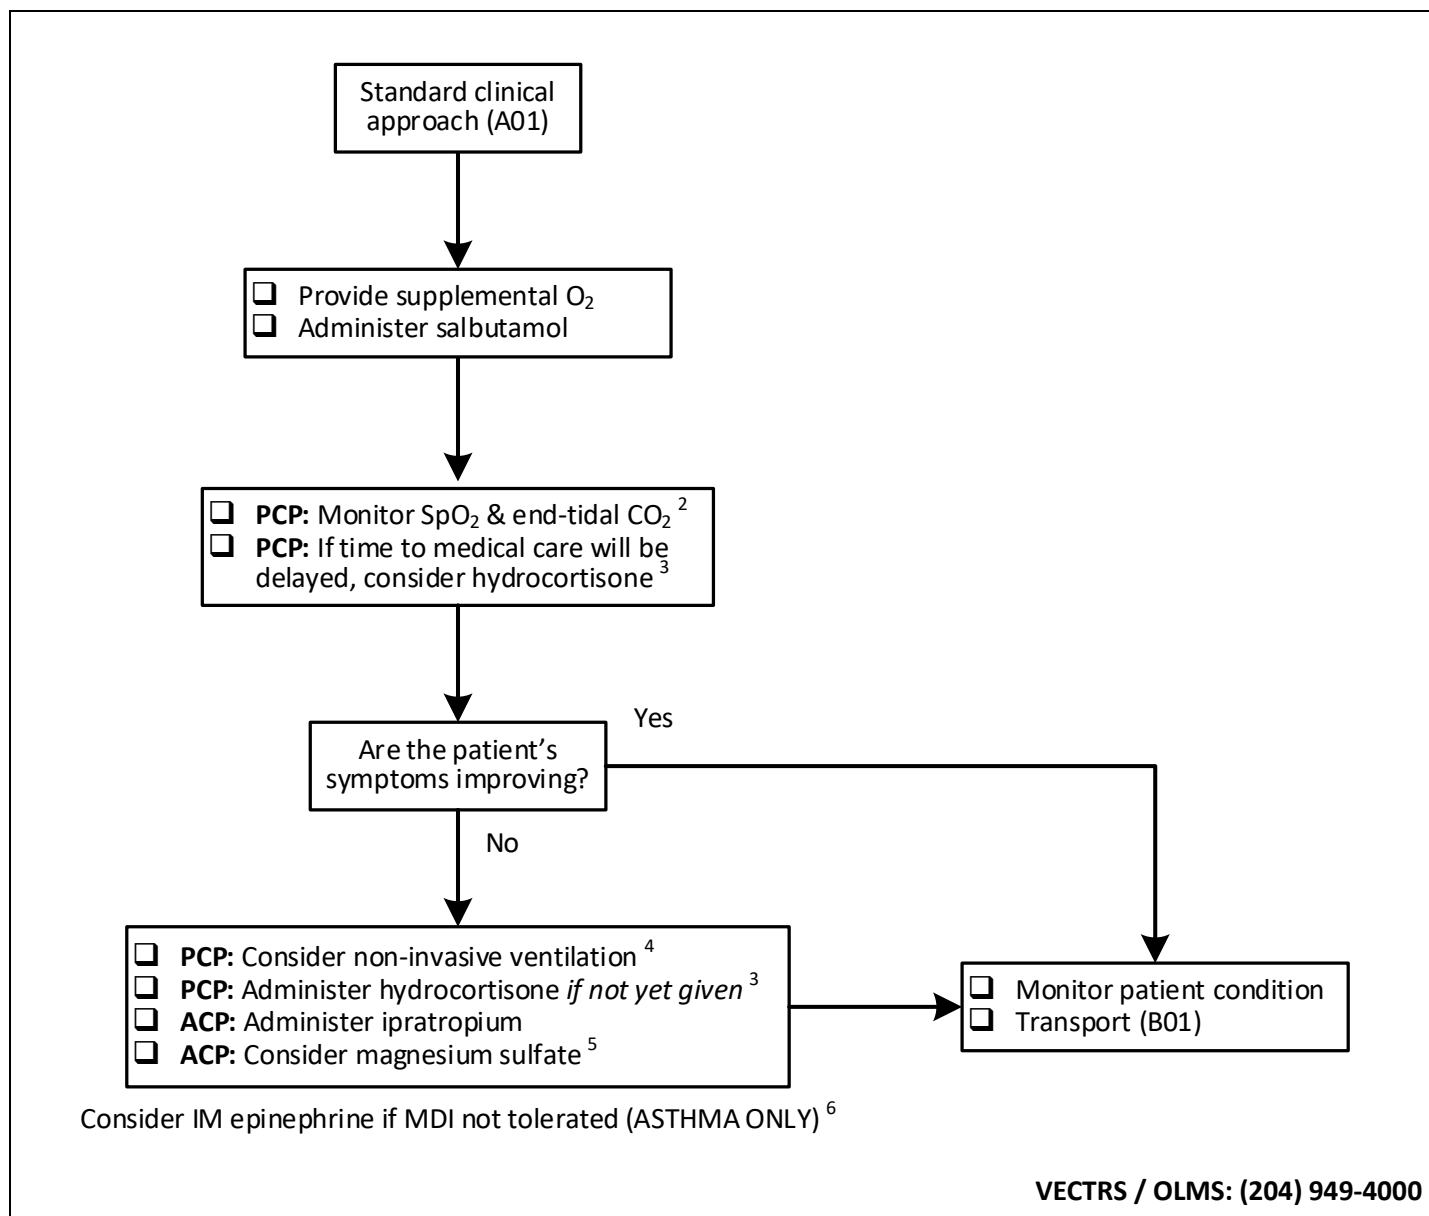 Standard clinical
approach (A01)
❑ Provide supplemental O₂
❑ Administer salbutamol
❑ PCP: Monitor SpO₂ & end-tidal CO₂ ²
❑ PCP: If time to medical care will be
delayed, consider hydrocortisone ³
Are the patient’s
symptoms improving?
Yes
No
❑ PCP: Consider non-invasive ventilation ⁴
❑ PCP: Administer hydrocortisone if not yet given ³
❑ ACP: Administer ipratropium
❑ ACP: Consider magnesium sulfate ⁵
❑ Monitor patient condition
❑ Transport (B01)
Consider IM epinephrine if MDI not tolerated (ASTHMA ONLY) ⁶
VECTRS / OLMS: (204) 949-4000